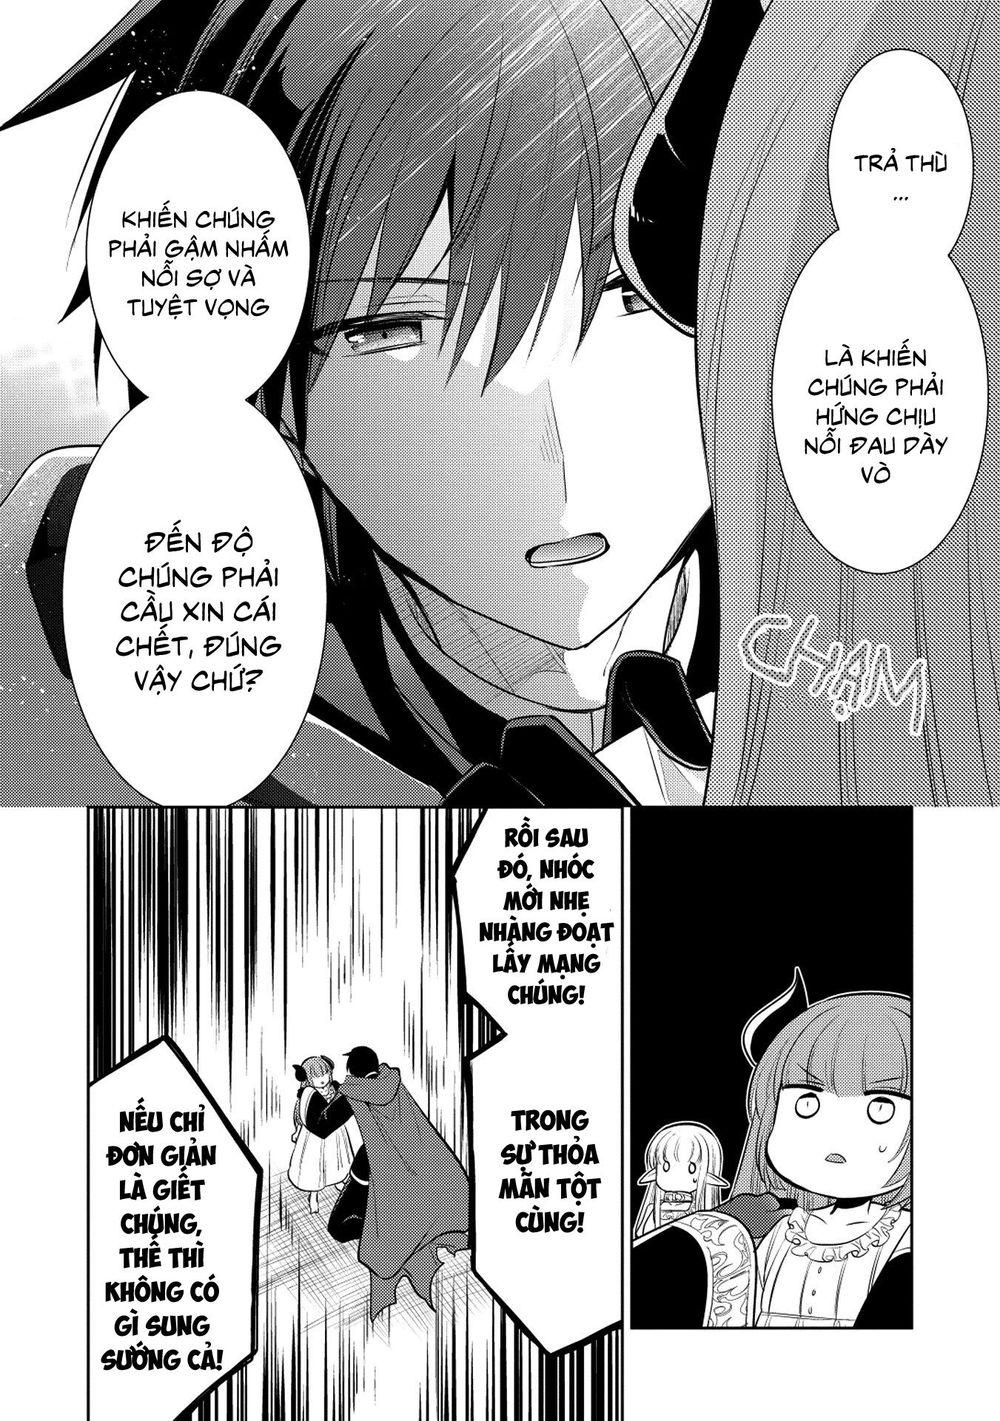 TRẢ THÙ
...
LÀ KHIẾN
CHÚNG PHẢI
HỨNG CHỊU
NỖI ĐAU DÀY
VÒ
CHẠM
KHIẾN CHÚNG
PHẢI GẬM NHẤM
NỖI SỢ VÀ
TUYỆT VỌNG
ĐẾN ĐỘ
CHÚNG PHẢI
CẦU XIN CÁI
CHẾT, ĐÚNG
VẬY CHỨ?
RỒI SAU
ĐÓ, NHÓC
MỚI NHẸ
NHÀNG ĐOẠT
LẤY MẠNG
CHÚNG!
TRONG
SỰ THỎA
MÃN TỘT
CÙNG!
NẾU CHỈ
ĐƠN GIẢN
LÀ GIẾT
CHÚNG,
THẾ THÌ
KHÔNG CÓ
GÌ SUNG
SƯỚNG CẢ!